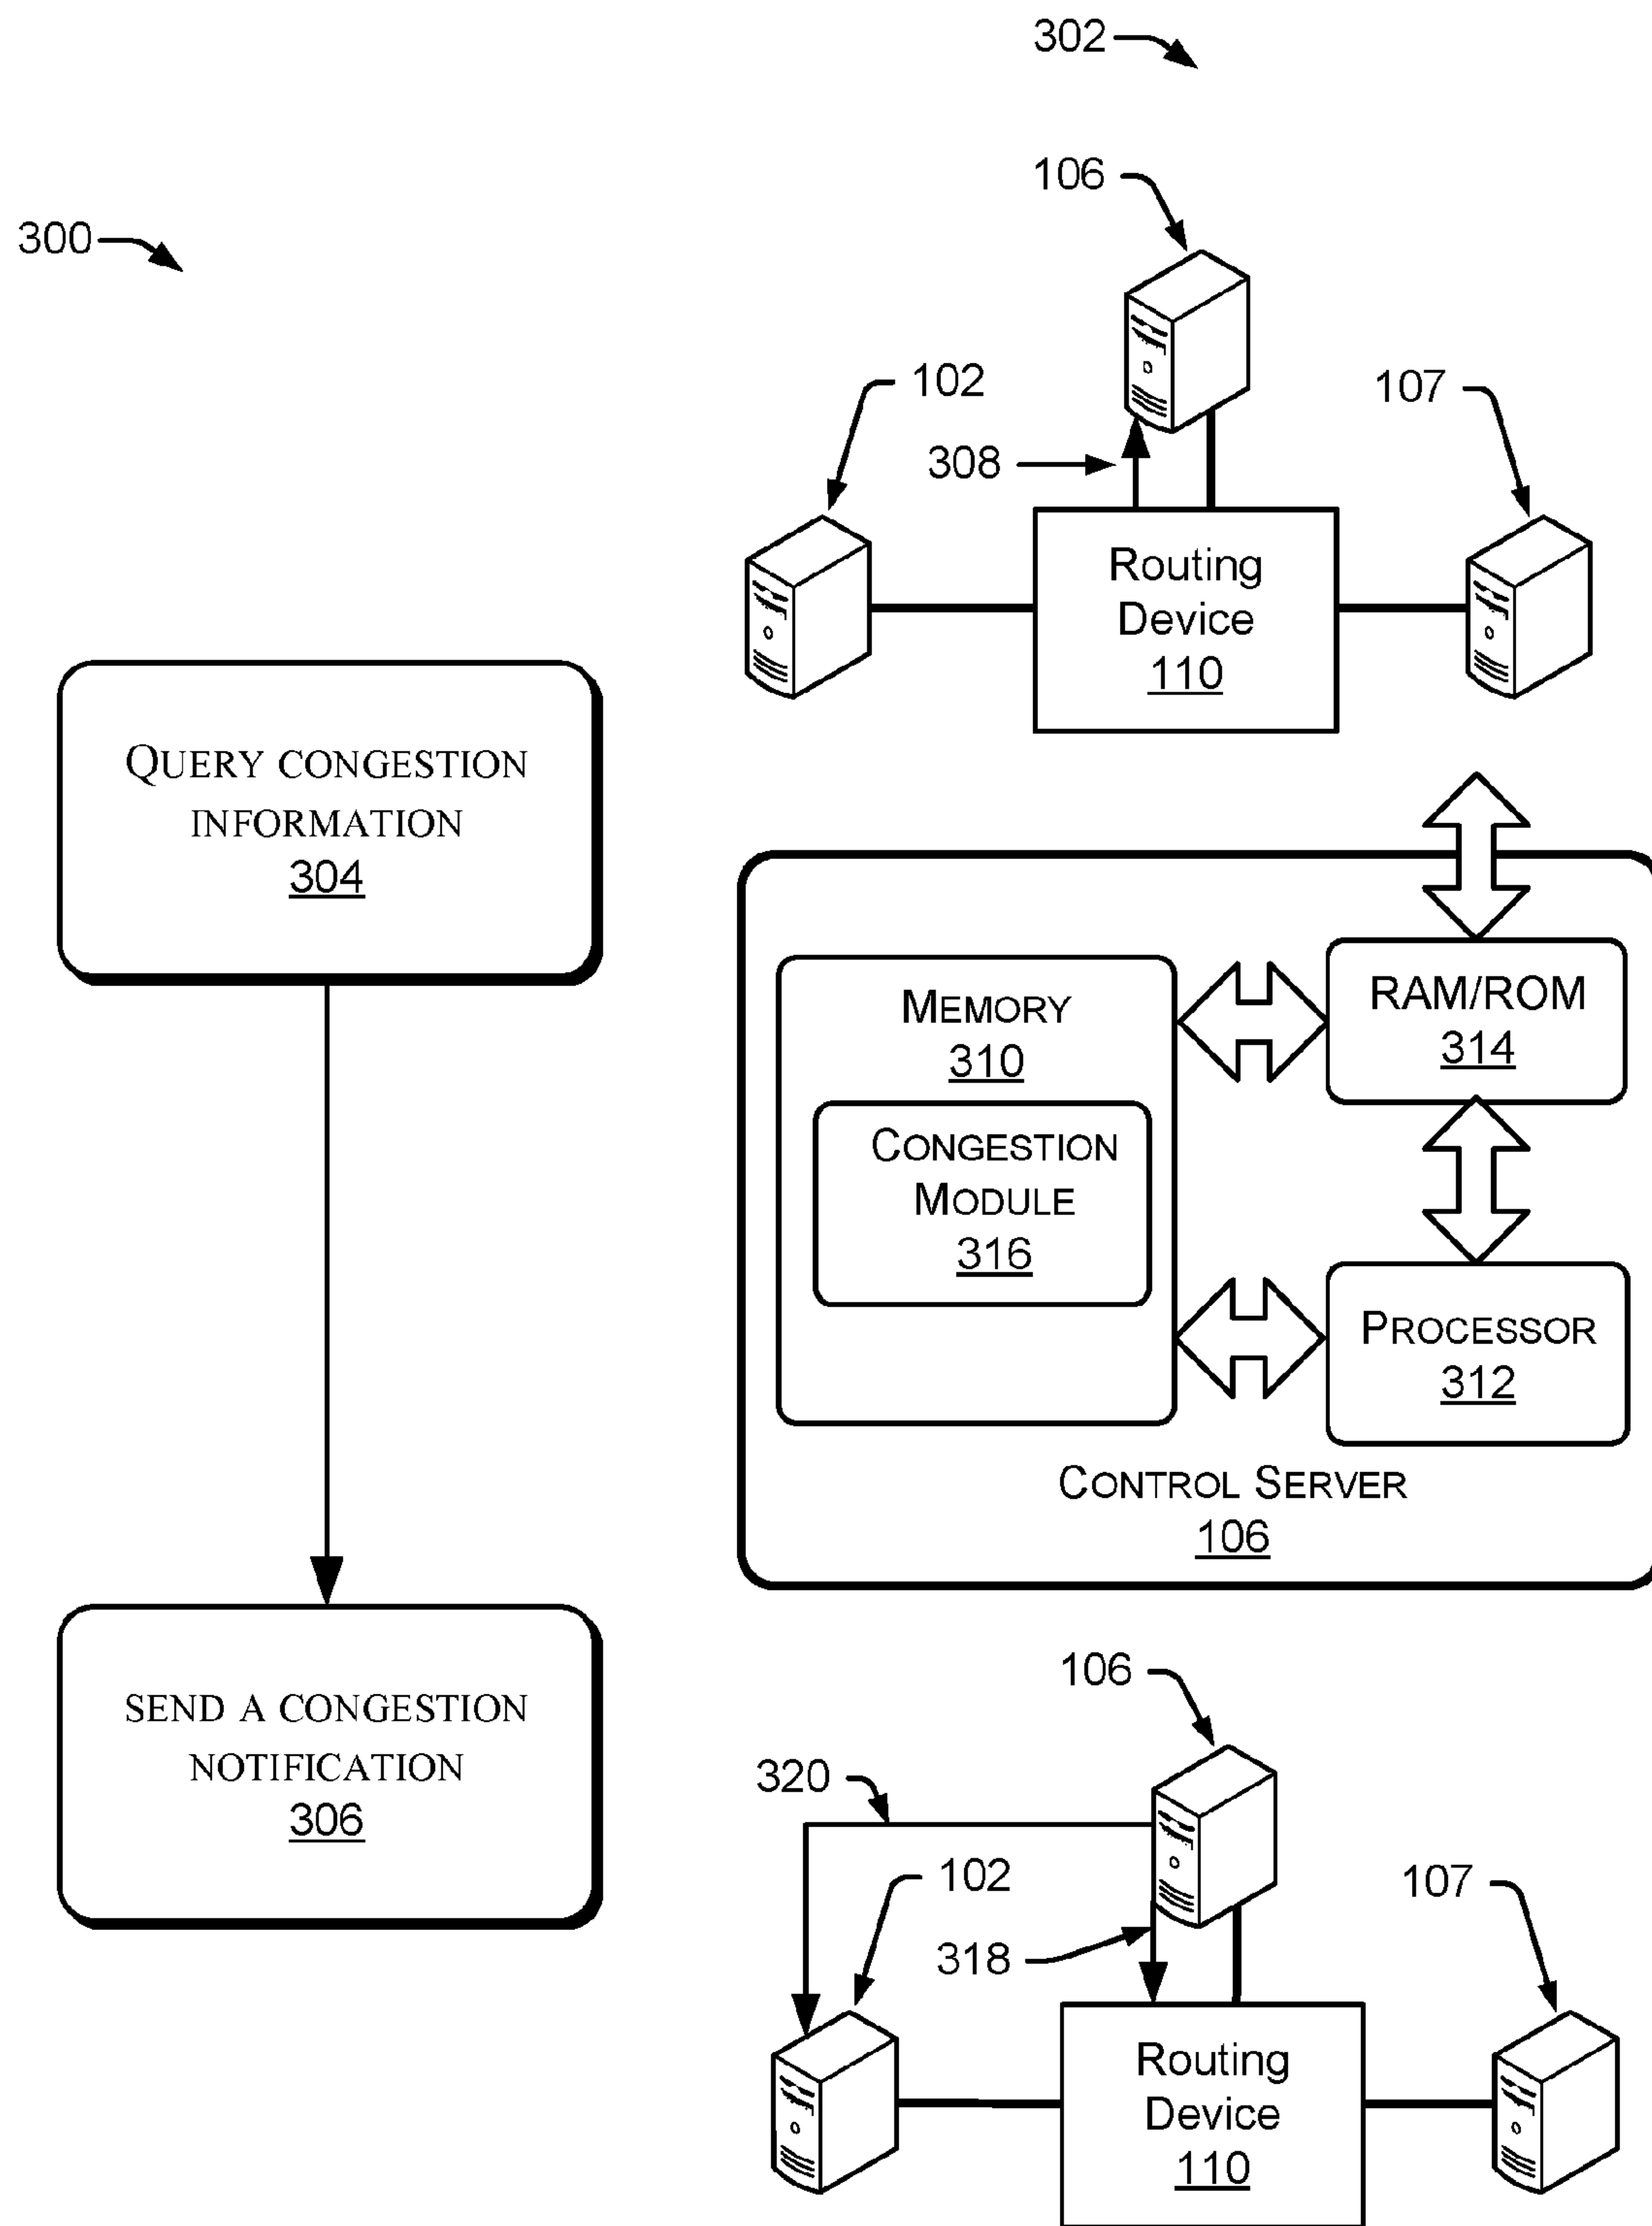 302
106
300
102
107
308
Routing
Device
110
QUERY CONGESTION
INFORMATION
304
MEMORY
310
RAM/ROM
314
CONGESTION
MODULE
316
PROCESSOR
312
CONTROL SERVER
106
SEND A CONGESTION
NOTIFICATION
306
106
320
102
107
318
Routing
Device
110